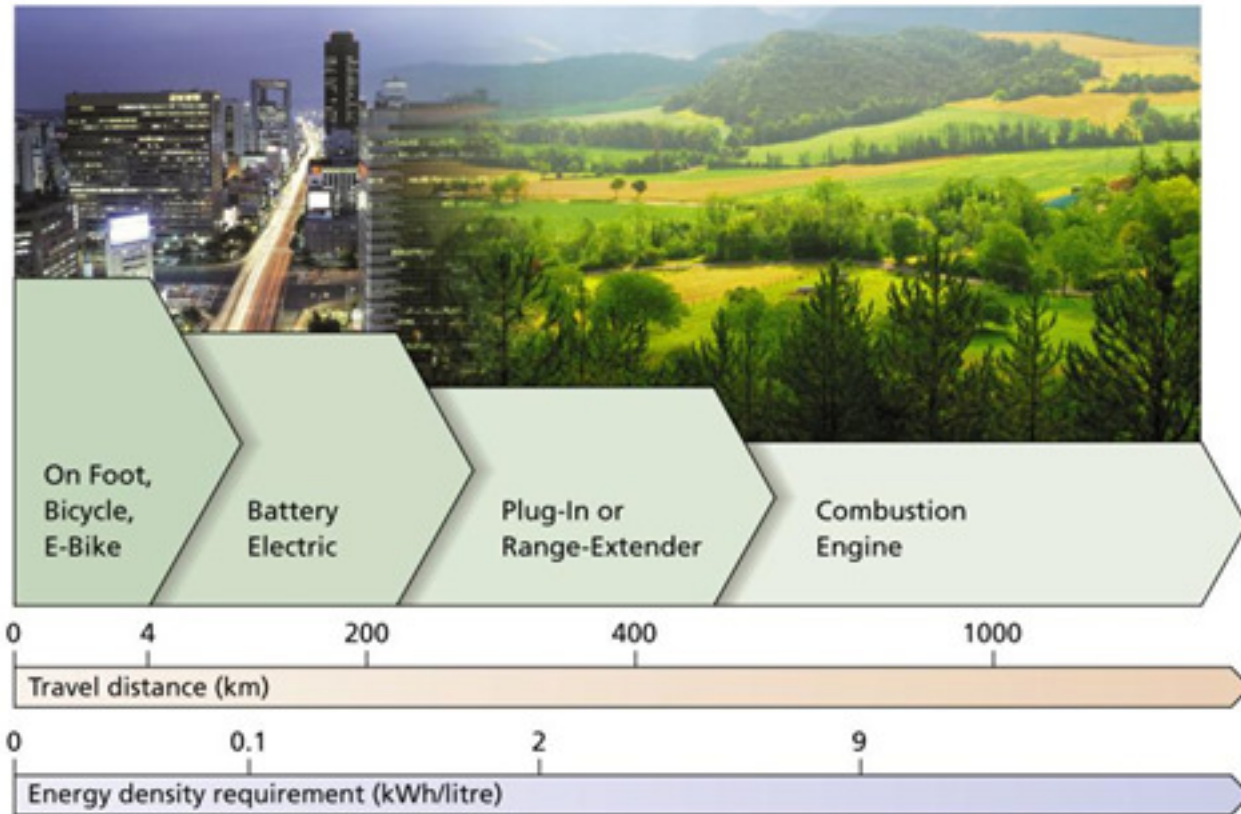 On Foot,
Bicycle,
E-Bike
Battery
Electric
Plug-In or
Range-Extender
Combustion
Engine
0 4 200 400 1000
Travel distance (km)
0 0.1 2 9
Energy density requirement (kWh/litre)